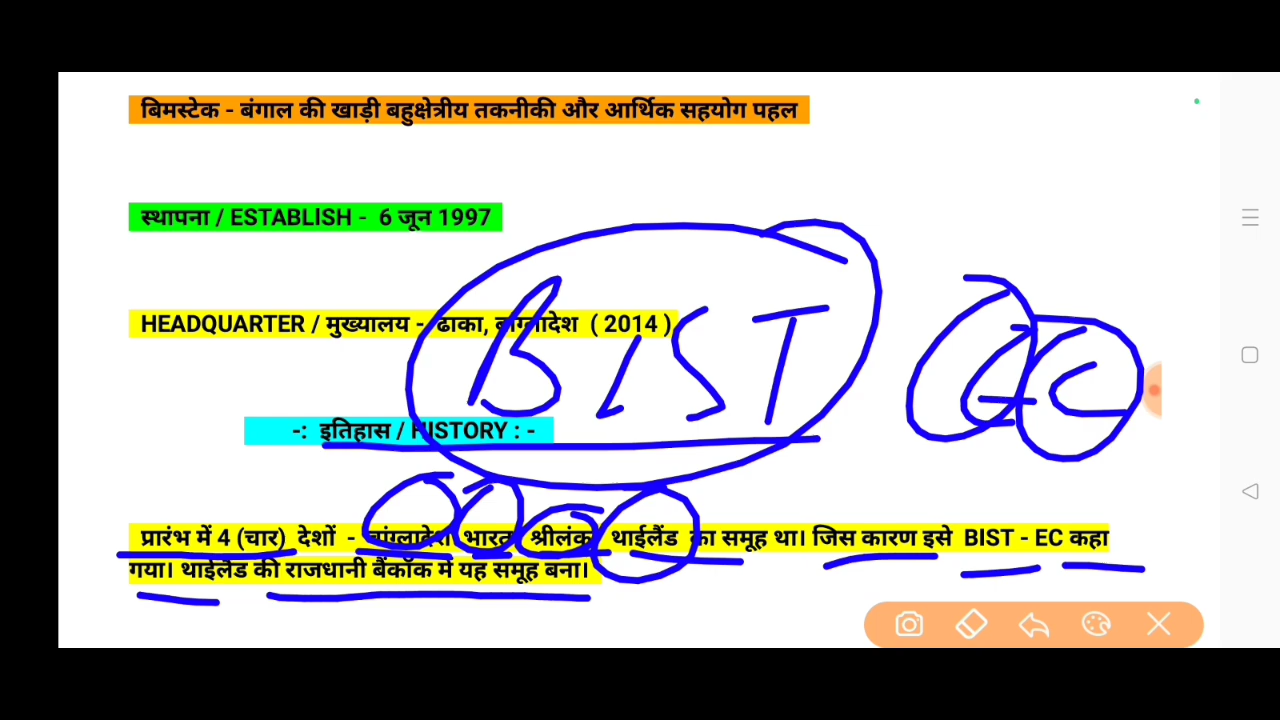 बिमस्टेक - बंगाल की खाड़ी बहुक्षेत्रीय तकनीकी और आर्थिक सहयोग पहल
स्थापना / ESTABLISH - 6 जून 1997
HEADQUARTER / मुख्यालय - ढाका, बांग्लादेश ( 2014 )
BIST EC
-: इतिहास / HISTORY : -
प्रारंभ में 4 (चार) देशों - बांग्लादेश भारत श्रीलंका थाईलैंड का समूह था। जिस कारण इसे BIST - EC कहा
गया। थाईलैंड की राजधानी बैंकॉक में यह समूह बना।